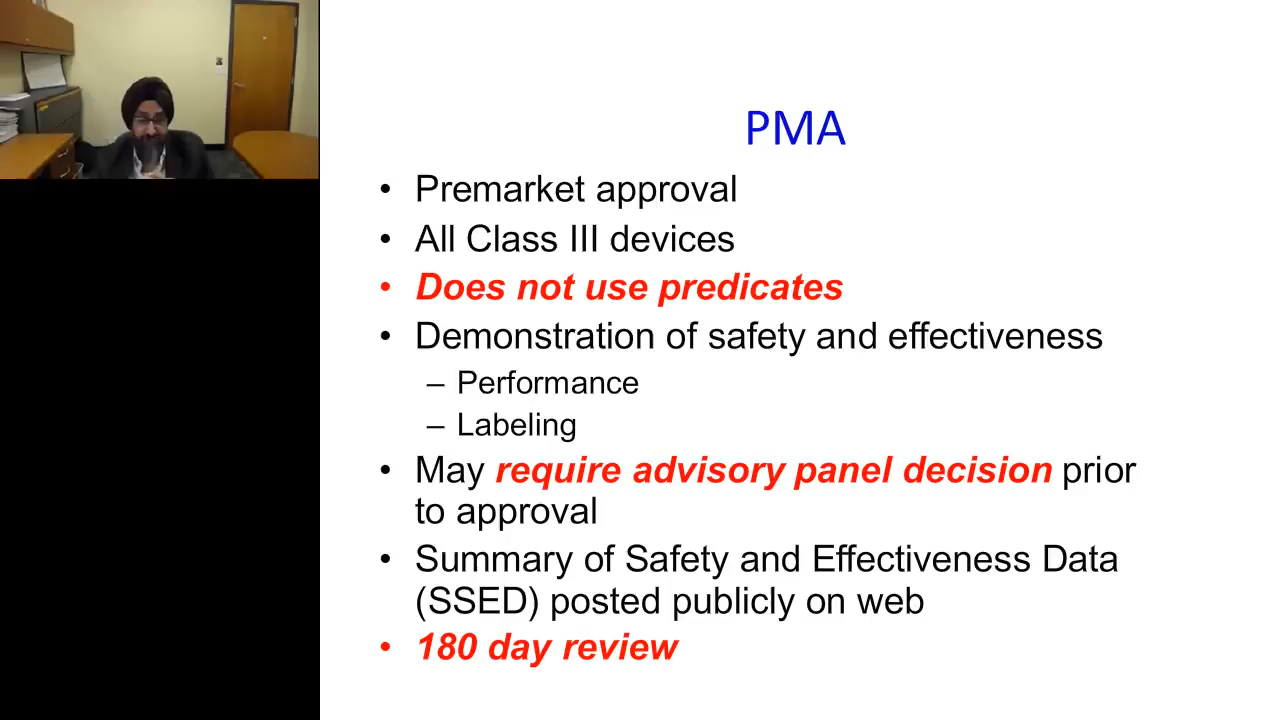 PMA
• Premarket approval
• All Class III devices
• Does not use predicates
• Demonstration of safety and effectiveness
– Performance
– Labeling
• May require advisory panel decision prior
to approval
• Summary of Safety and Effectiveness Data
(SSED) posted publicly on web
• 180 day review